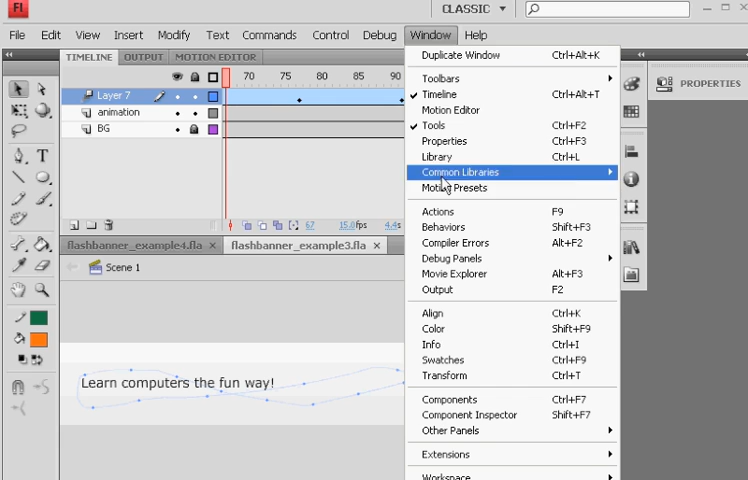 Fl CLASSIC
File Edit View Insert Modify Text Commands Control Debug Window Help
TIMELINE OUTPUT MOTION EDITOR
70 75 80 85 90
Layer 7
animation
BG
67 15.0fps 4.4s
flashbanner_example4.fla × flashbanner_example3.fla ×
Scene 1
Learn computers the fun way!
Duplicate Window Ctrl+Alt+K
Toolbars
Timeline Ctrl+Alt+T
Motion Editor
Tools Ctrl+F2
Properties Ctrl+F3
Library Ctrl+L
Common Libraries
Motion Presets
Actions F9
Behaviors Shift+F3
Compiler Errors Alt+F2
Debug Panels
Movie Explorer Alt+F3
Output F2
Align Ctrl+K
Color Shift+F9
Info Ctrl+I
Swatches Ctrl+F9
Transform Ctrl+T
Components Ctrl+F7
Component Inspector Shift+F7
Other Panels
Extensions
Workspace
PROPERTIES